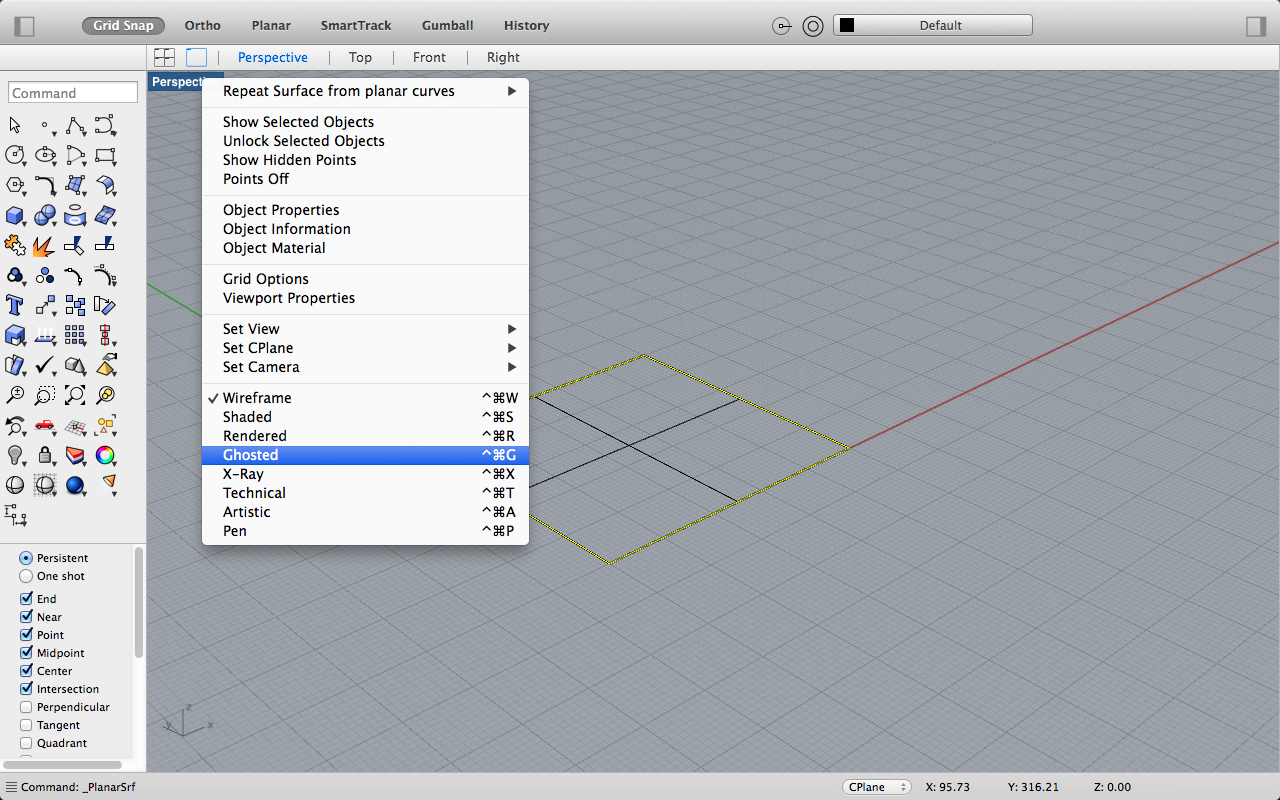 Grid Snap Ortho Planar SmartTrack Gumball History Default
Perspective Top Front Right
Perspecti
Command
Repeat Surface from planar curves
Show Selected Objects
Unlock Selected Objects
Show Hidden Points
Points Off
Object Properties
Object Information
Object Material
Grid Options
Viewport Properties
Set View
Set CPlane
Set Camera
✓ Wireframe ^⌘W
Shaded ^⌘S
Rendered ^⌘R
Ghosted ^⌘G
X-Ray ^⌘X
Technical ^⌘T
Artistic ^⌘A
Pen ^⌘P
Persistent
One shot
End
Near
Point
Midpoint
Center
Intersection
Perpendicular
Tangent
Quadrant
z
y x
Command: _PlanarSrf CPlane X: 95.73 Y: 316.21 Z: 0.00